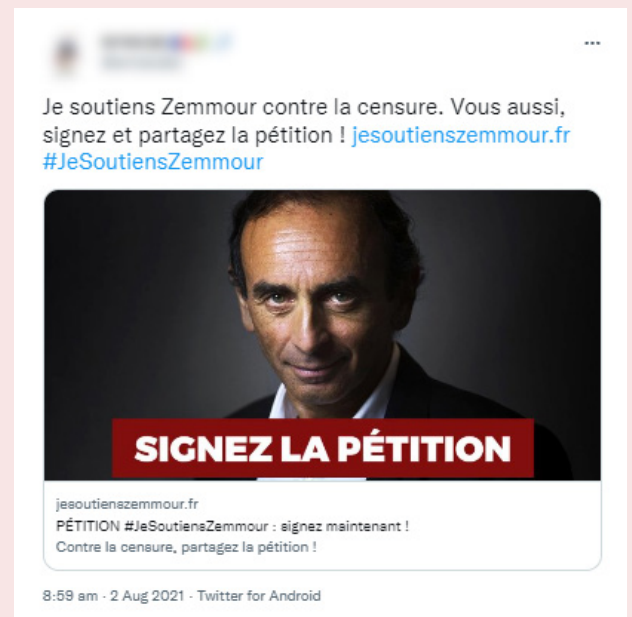 Je soutiens Zemmour contre la censure. Vous aussi,
signez et partagez la pétition ! jesoutienszemmour.fr
#JeSoutiensZemmour
SIGNEZ LA PÉTITION
jesoutienszemmour.fr
PÉTITION #JeSoutiensZemmour : signez maintenant !
Contre la censure, partagez la pétition !
8:59 am · 2 Aug 2021 · Twitter for Android